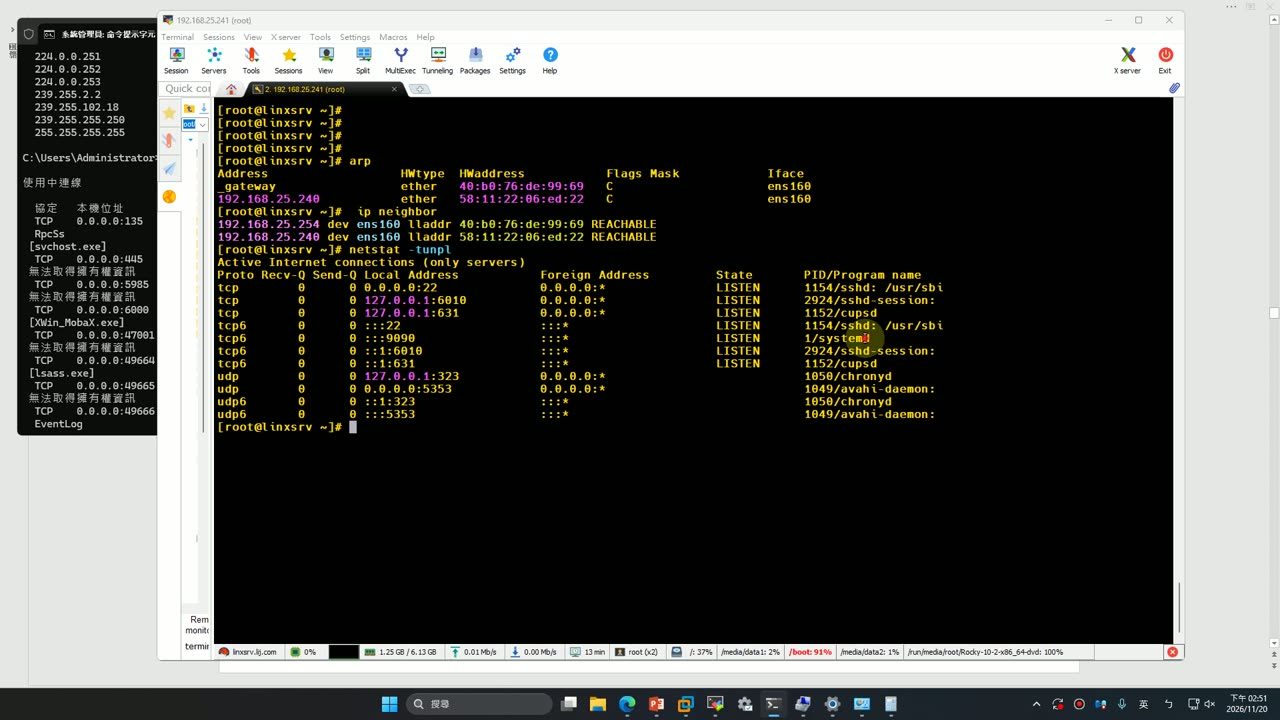 系統管理員: 命令提示字元
224.0.0.251
224.0.0.252
224.0.0.253
239.255.2.2
239.255.102.18
239.255.255.250
255.255.255.255
C:\Users\Administrator>
使用中連線
協定 本機位址
TCP 0.0.0.0:135
RpcSs
[svchost.exe]
TCP 0.0.0.0:445
無法取得擁有權資訊
TCP 0.0.0.0:5985
無法取得擁有權資訊
TCP 0.0.0.0:6000
[XWin_MobaX.exe]
TCP 0.0.0.0:47001
無法取得擁有權資訊
TCP 0.0.0.0:49664
[lsass.exe]
TCP 0.0.0.0:49665
無法取得擁有權資訊
TCP 0.0.0.0:49666
EventLog
192.168.25.241 (root)
Terminal Sessions View X server Tools Settings Macros Help
Session Servers Tools Sessions View Split MultiExec Tunneling Packages Settings Help X server Exit
Quick con
2. 192.168.25.241 (root)
[root@linxsrv ~]#
[root@linxsrv ~]#
[root@linxsrv ~]#
[root@linxsrv ~]#
[root@linxsrv ~]# arp
Address HWtype HWaddress Flags Mask Iface
_gateway ether 40:b0:76:de:99:69 C ens160
192.168.25.240 ether 58:11:22:06:ed:22 C ens160
[root@linxsrv ~]# ip neighbor
192.168.25.254 dev ens160 lladdr 40:b0:76:de:99:69 REACHABLE
192.168.25.240 dev ens160 lladdr 58:11:22:06:ed:22 REACHABLE
[root@linxsrv ~]# netstat -tunpl
Active Internet connections (only servers)
Proto Recv-Q Send-Q Local Address Foreign Address State PID/Program name
tcp 0 0 0.0.0.0:22 0.0.0.0:* LISTEN 1154/sshd: /usr/sbi
tcp 0 0 127.0.0.1:6010 0.0.0.0:* LISTEN 2924/sshd-session:
tcp 0 0 127.0.0.1:631 0.0.0.0:* LISTEN 1152/cupsd
tcp6 0 0 :::22 :::* LISTEN 1154/sshd: /usr/sbi
tcp6 0 0 :::9090 :::* LISTEN 1/systemd
tcp6 0 0 ::1:6010 :::* LISTEN 2924/sshd-session:
tcp6 0 0 ::1:631 :::* LISTEN 1152/cupsd
udp 0 0 127.0.0.1:323 0.0.0.0:* 1050/chronyd
udp 0 0 0.0.0.0:5353 0.0.0.0:* 1049/avahi-daemon:
udp6 0 0 ::1:323 :::* 1050/chronyd
udp6 0 0 :::5353 :::* 1049/avahi-daemon:
[root@linxsrv ~]#
Rem
monito
termin
linxsrv.lij.com 0% 1.25 GB / 6.13 GB 0.01 Mb/s 0.00 Mb/s 13 min root (x2) /: 37% /media/data1: 2% /boot: 91% /media/data2: 1% /run/media/root/Rocky-10-2-x86_64-dvd: 100%
搜尋
英
ㄅ
下午 02:51
2026/11/20